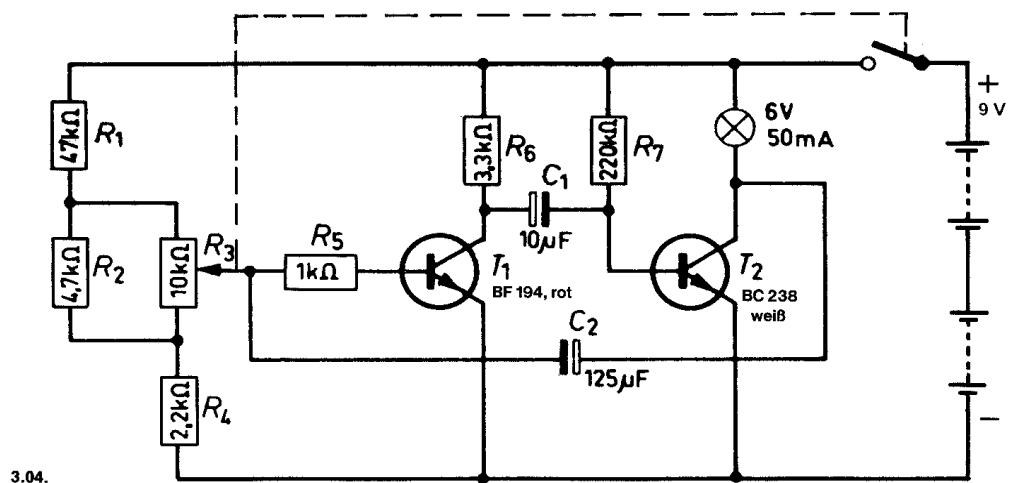 +
9 V
6V
50mA
47kΩ
R1
3,3kΩ
R6
220kΩ
R7
C1
10µF
4,7kΩ
R2
10kΩ
R3
R5
1kΩ
T1
BF 194, rot
T2
BC 238
weiß
C2
125µF
2,2kΩ
R4
−
3.04.